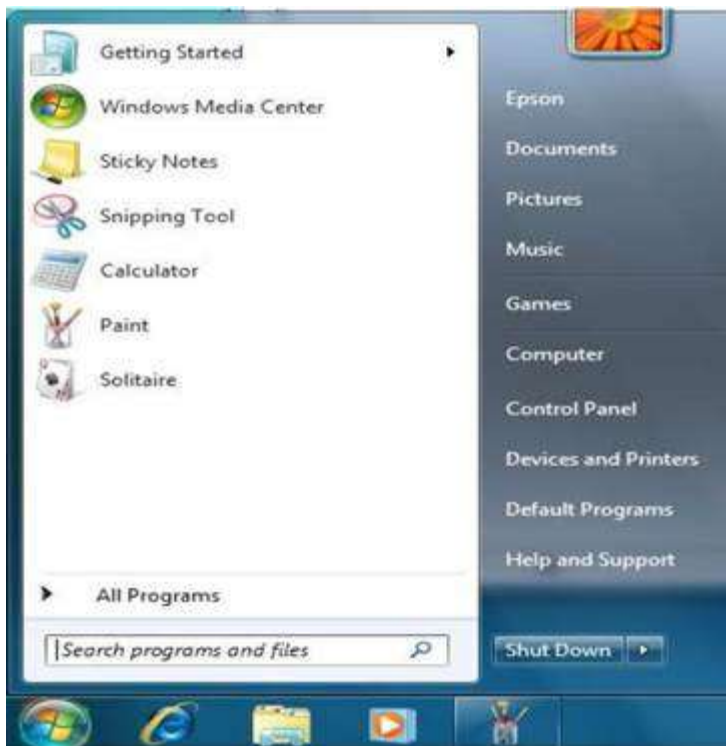 Getting Started
Windows Media Center
Sticky Notes
Snipping Tool
Calculator
Paint
Solitaire
All Programs
Search programs and files
Epson
Documents
Pictures
Music
Games
Computer
Control Panel
Devices and Printers
Default Programs
Help and Support
Shut Down